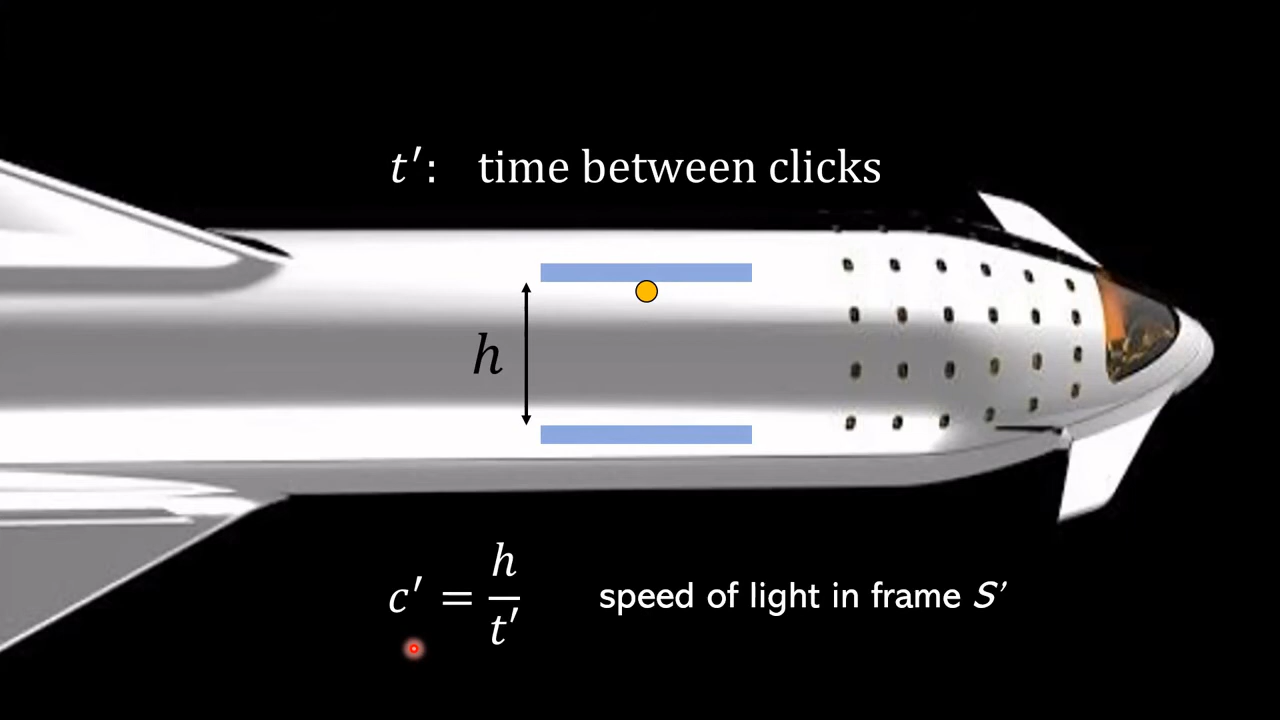 t′: time between clicks
h
c′ = h/t′ speed of light in frame S′